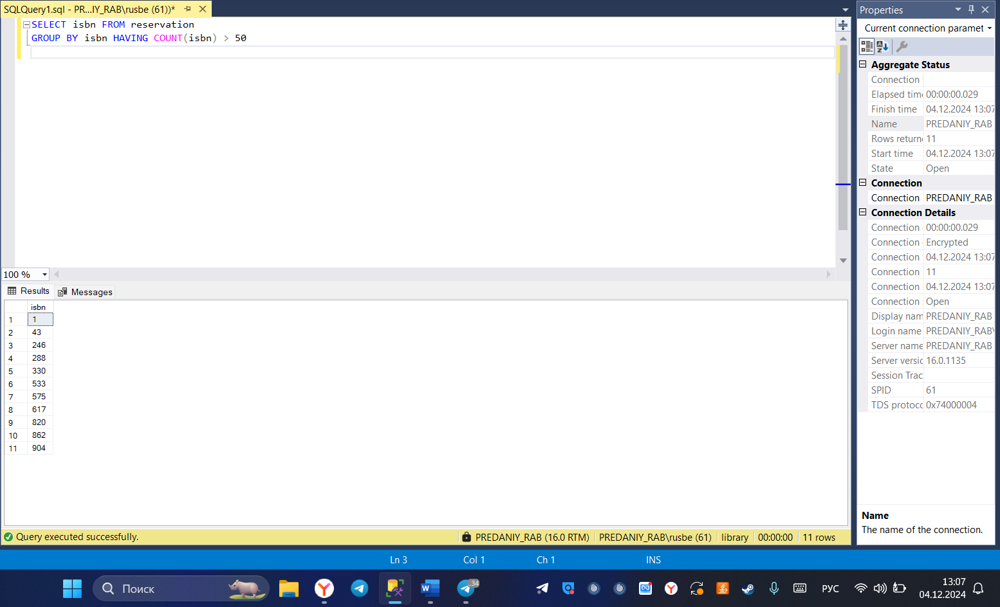 SQLQuery1.sql - PR...IY_RAB\rusbe (61))*
SELECT isbn FROM reservation
GROUP BY isbn HAVING COUNT(isbn) > 50
100 %
Results
Messages
isbn
1 1
2 43
3 246
4 288
5 330
6 533
7 575
8 617
9 820
10 862
11 904
Query executed successfully.
PREDANIY_RAB (16.0 RTM)
PREDANIY_RAB\rusbe (61)
library
00:00:00
11 rows
Properties
Current connection paramet
Aggregate Status
Connection
Elapsed time 00:00:00.029
Finish time 04.12.2024 13:07
Name PREDANIY_RAB
Rows returne 11
Start time 04.12.2024 13:07
State Open
Connection
Connection PREDANIY_RAB
Connection Details
Connection 00:00:00.029
Connection Encrypted
Connection 04.12.2024 13:07
Connection 11
Connection 04.12.2024 13:07
Connection Open
Display nam PREDANIY_RAB
Login name PREDANIY_RAB\
Server name PREDANIY_RAB
Server versic 16.0.1135
Session Trac
SPID 61
TDS protocc 0x74000004
Name
The name of the connection.
Ln 3
Col 1
Ch 1
INS
Поиск
34
РУС
13:07
04.12.2024